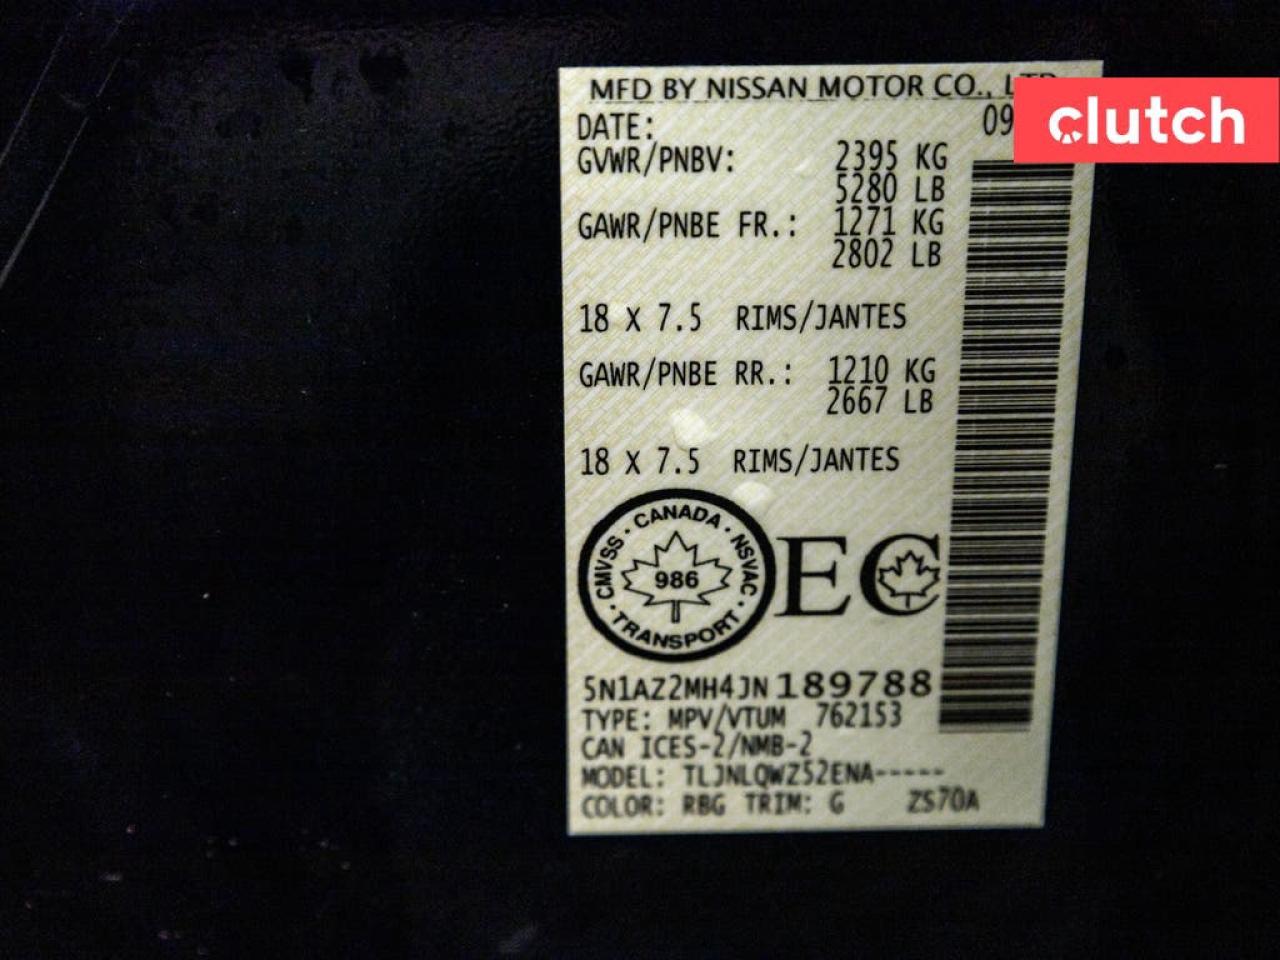 MFD BY NISSAN MOTOR CO., LTD
clutch
DATE: 09
GVWR/PNBV: 2395 KG
5280 LB
GAWR/PNBE FR.: 1271 KG
2802 LB
18 X 7.5 RIMS/JANTES
GAWR/PNBE RR.: 1210 KG
2667 LB
18 X 7.5 RIMS/JANTES
CMVSS · CANADA · NSVAC · TRANSPORT ·
986
EC
5N1AZ2MH4JN189788
TYPE: MPV/VTUM 762153
CAN ICES-2/NMB-2
MODEL: TLJNLQWZ52ENA-----
COLOR: RBG TRIM: G ZS70A